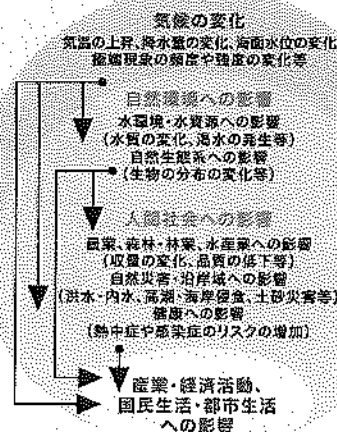 気候の変化
気温の上昇、降水量の変化、海面水位の変化
極端現象の頻度や強度の変化等
自然環境への影響
水環境・水資源への影響
(水質の変化、渇水の発生等)
自然生態系への影響
(生物の分布の変化等)
人間社会への影響
農業、森林・林業、水産業への影響
(収量の変化、品質の低下等)
自然災害・沿岸域への影響
(洪水・内水、高潮・海岸侵食、土砂災害等)
健康への影響
(熱中症や感染症のリスクの増加)
産業・経済活動、
国民生活・都市生活
への影響